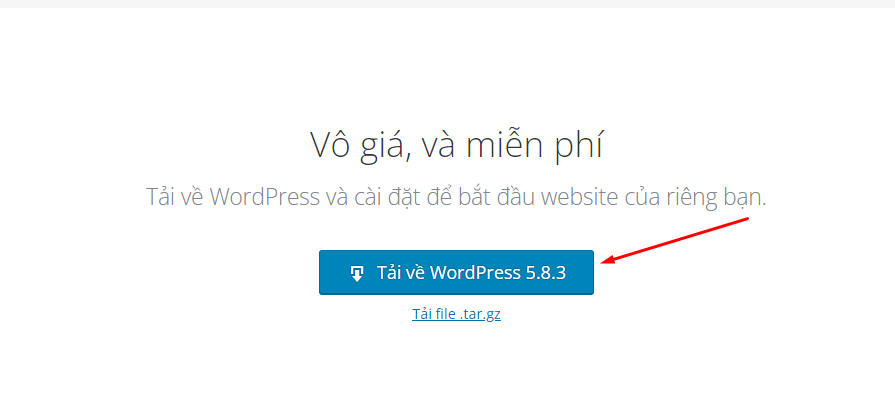 Vô giá, và miễn phí
Tải về WordPress và cài đặt để bắt đầu website của riêng bạn.
Tải về WordPress 5.8.3
Tải file .tar.gz